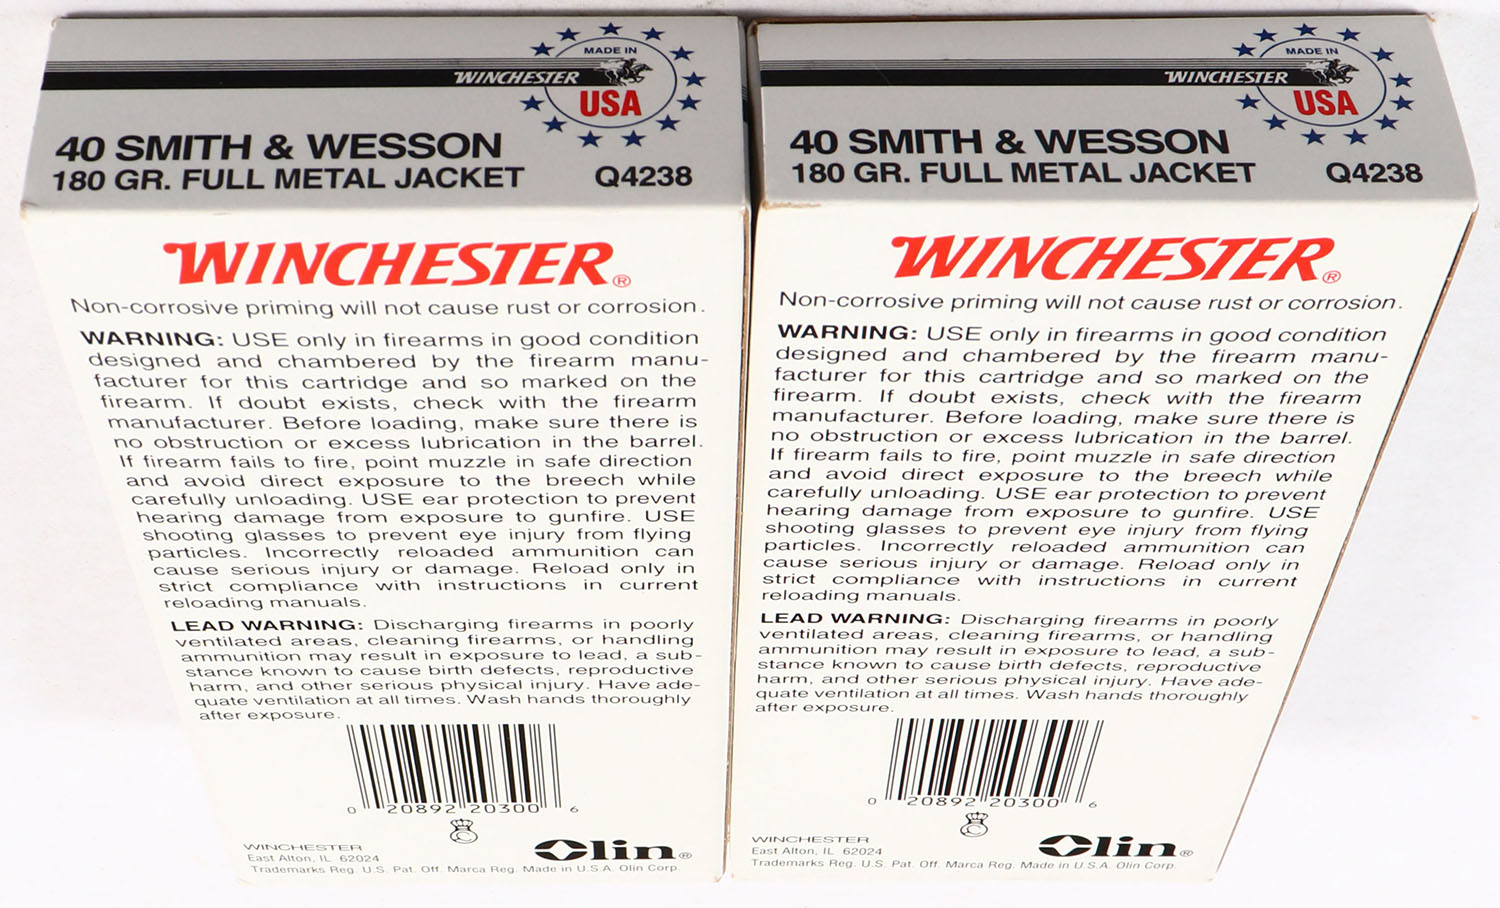 MADE IN
WINCHESTER
USA
40 SMITH & WESSON
180 GR. FULL METAL JACKET Q4238
WINCHESTER®
Non-corrosive priming will not cause rust or corrosion.
WARNING: USE only in firearms in good condition
designed and chambered by the firearm manu-
facturer for this cartridge and so marked on the
firearm. If doubt exists, check with the firearm
manufacturer. Before loading, make sure there is
no obstruction or excess lubrication in the barrel.
If firearm fails to fire, point muzzle in safe direction
and avoid direct exposure to the breech while
carefully unloading. USE ear protection to prevent
hearing damage from exposure to gunfire. USE
shooting glasses to prevent eye injury from flying
particles. Incorrectly reloaded ammunition can
cause serious injury or damage. Reload only in
strict compliance with instructions in current
reloading manuals.
LEAD WARNING: Discharging firearms in poorly
ventilated areas, cleaning firearms, or handling
ammunition may result in exposure to lead, a sub-
stance known to cause birth defects, reproductive
harm, and other serious physical injury. Have ade-
quate ventilation at all times. Wash hands thoroughly
after exposure.
0 20892 20300 6
C
WINCHESTER
East Alton, IL 62024
Olin®
Trademarks Reg. U.S. Pat. Off. Marca Reg. Made in U.S.A. Olin Corp.
MADE IN
WINCHESTER
USA
40 SMITH & WESSON
180 GR. FULL METAL JACKET Q4238
WINCHESTER®
Non-corrosive priming will not cause rust or corrosion.
WARNING: USE only in firearms in good condition
designed and chambered by the firearm manu-
facturer for this cartridge and so marked on the
firearm. If doubt exists, check with the firearm
manufacturer. Before loading, make sure there is
no obstruction or excess lubrication in the barrel.
If firearm fails to fire, point muzzle in safe direction
and avoid direct exposure to the breech while
carefully unloading. USE ear protection to prevent
hearing damage from exposure to gunfire. USE
shooting glasses to prevent eye injury from flying
particles. Incorrectly reloaded ammunition can
cause serious injury or damage. Reload only in
strict compliance with instructions in current
reloading manuals.
LEAD WARNING: Discharging firearms in poorly
ventilated areas, cleaning firearms, or handling
ammunition may result in exposure to lead, a sub-
stance known to cause birth defects, reproductive
harm, and other serious physical injury. Have ade-
quate ventilation at all times. Wash hands thoroughly
after exposure.
0 20892 20300 6
C
WINCHESTER
East Alton, IL 62024
Olin®
Trademarks Reg. U.S. Pat. Off. Marca Reg. Made in U.S.A. Olin Corp.